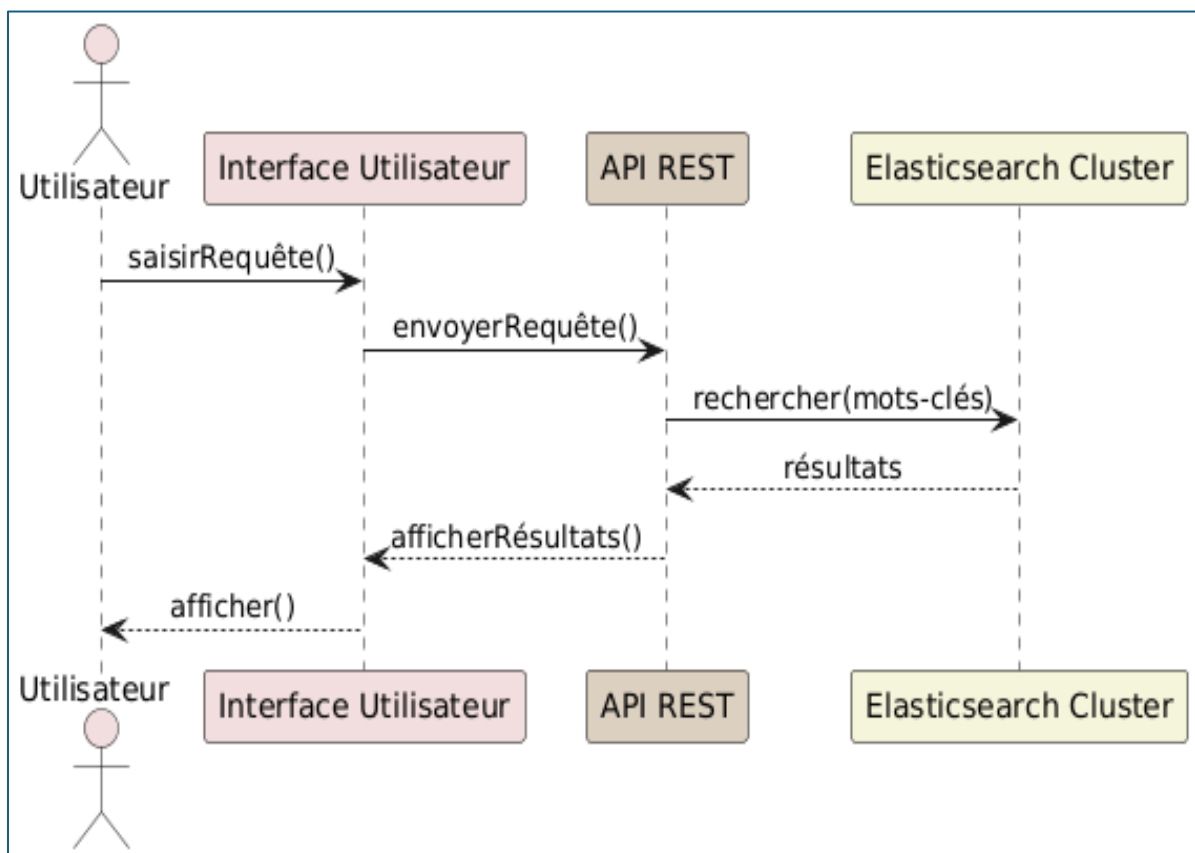 Utilisateur
Interface Utilisateur
API REST
Elasticsearch Cluster
saisirRequête()
envoyerRequête()
rechercher(mots-clés)
résultats
afficherRésultats()
afficher()
Utilisateur
Interface Utilisateur
API REST
Elasticsearch Cluster